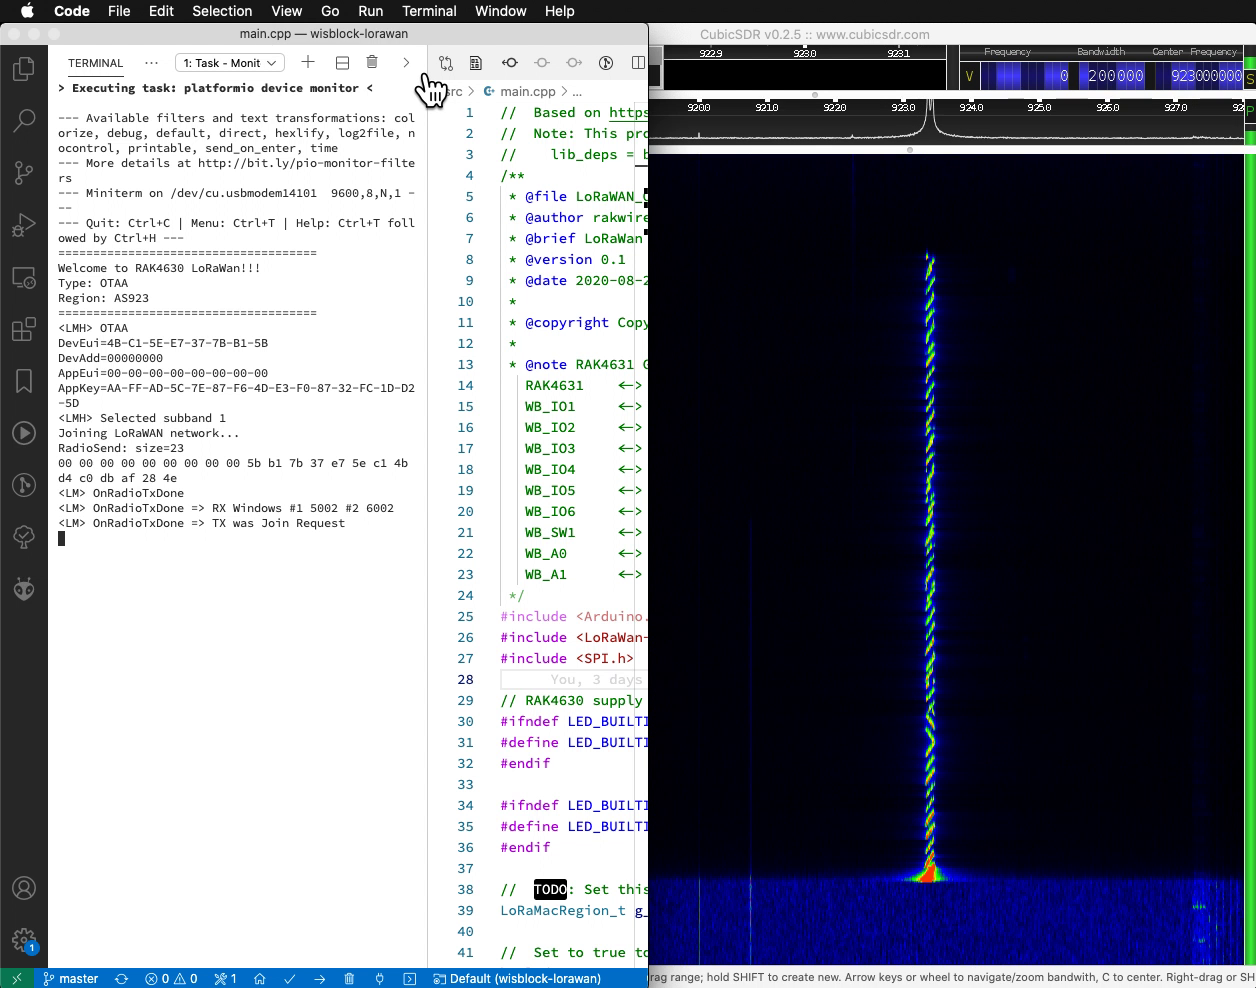 Code File Edit Selection View Go Run Terminal Window Help
main.cpp — wisblock-lorawan
CubicSDR v0.2.5 :: www.cubicsdr.com
TERMINAL ··· 1: Task - Monit
> Executing task: platformio device monitor <
--- Available filters and text transformations: col
orize, debug, default, direct, hexlify, log2file, n
ocontrol, printable, send_on_enter, time
--- More details at http://bit.ly/pio-monitor-filte
rs
--- Miniterm on /dev/cu.usbmodem14101  9600,8,N,1 -
--
--- Quit: Ctrl+C | Menu: Ctrl+T | Help: Ctrl+T foll
owed by Ctrl+H ---
=====================================
Welcome to RAK4630 LoRaWan!!!
Type: OTAA
Region: AS923
=====================================
<LMH> OTAA
DevEui=4B-C1-5E-E7-37-7B-B1-5B
DevAdd=00000000
AppEui=00-00-00-00-00-00-00-00
AppKey=AA-FF-AD-5C-7E-87-F6-4D-E3-F0-87-32-FC-1D-D2
-5D
<LMH> Selected subband 1
Joining LoRaWAN network...
RadioSend: size=23
00 00 00 00 00 00 00 00 00 5b b1 7b 37 e7 5e c1 4b
d4 c0 db af 28 4e
<LM> OnRadioTxDone
<LM> OnRadioTxDone => RX Windows #1 5002 #2 6002
<LM> OnRadioTxDone => TX was Join Request
src > main.cpp > ...
1 //  Based on https
2 //  Note: This pro
3 //    lib_deps = b
4 /**
5  * @file LoRaWAN_
6  * @author rakwire
7  * @brief LoRaWan
8  * @version 0.1
9  * @date 2020-08-2
10  *
11  * @copyright Copy
12  *
13  * @note RAK4631
14 RAK4631 <->
15 WB_IO1 <->
16 WB_IO2 <->
17 WB_IO3 <->
18 WB_IO4 <->
19 WB_IO5 <->
20 WB_IO6 <->
21 WB_SW1 <->
22 WB_A0 <->
23 WB_A1 <->
24  */
25 #include <Arduino.
26 #include <LoRaWan-
27 #include <SPI.h>
28 You, 3 days
29 // RAK4630 supply
30 #ifndef LED_BUILTI
31 #define LED_BUILTI
32 #endif
33
34 #ifndef LED_BUILTI
35 #define LED_BUILTI
36 #endif
37
38 //  TODO: Set this
39 LoRaMacRegion_t g_
40
41 //  Set to true to
922.9 923.0 923.1
Frequency Bandwidth Center Frequency
V 0 200000 923000000 S
920.0 921.0 922.0 923.0 924.0 925.0 926.0 927.0 92
P
master 0 0 1 Default (wisblock-lorawan)
1
rag range; hold SHIFT to create new. Arrow keys or wheel to navigate/zoom bandwith, C to center. Right-drag or SH